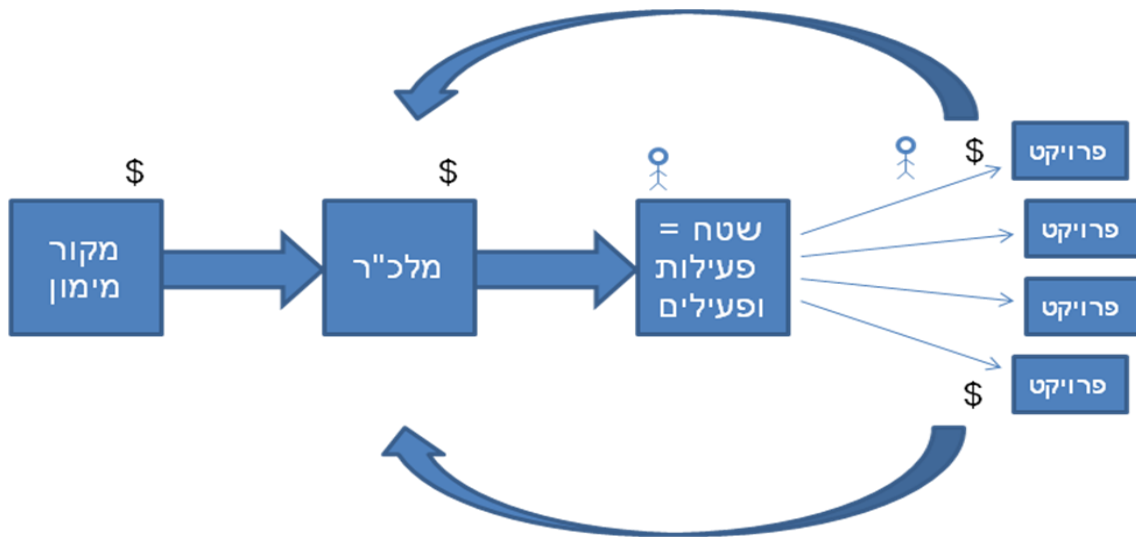 $
מקור
מימון
$
מלכ"ר
שטח =
פעילות
ופעילים
$
פרויקט
פרויקט
פרויקט
פרויקט
$